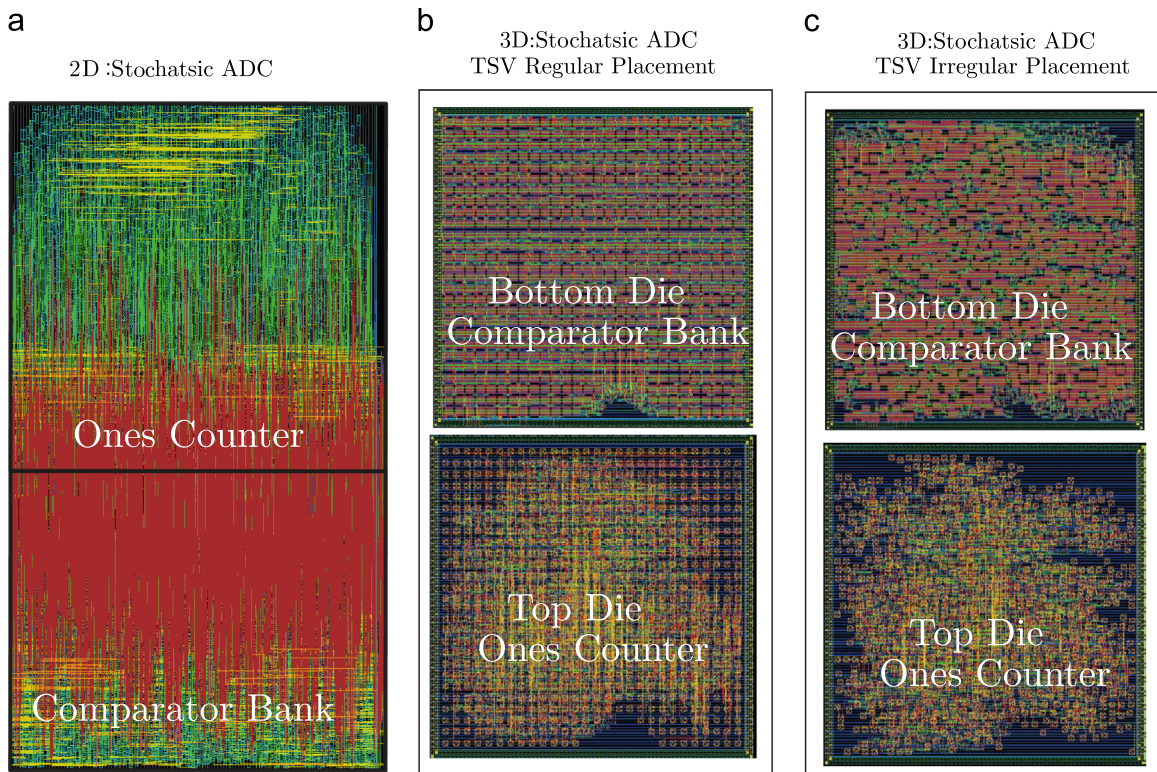 a
2D :Stochatsic ADC
Ones Counter
Comparator Bank
b
3D:Stochatsic ADC
TSV Regular Placement
Bottom Die
Comparator Bank
Top Die
Ones Counter
c
3D:Stochatsic ADC
TSV Irregular Placement
Bottom Die
Comparator Bank
Top Die
Ones Counter